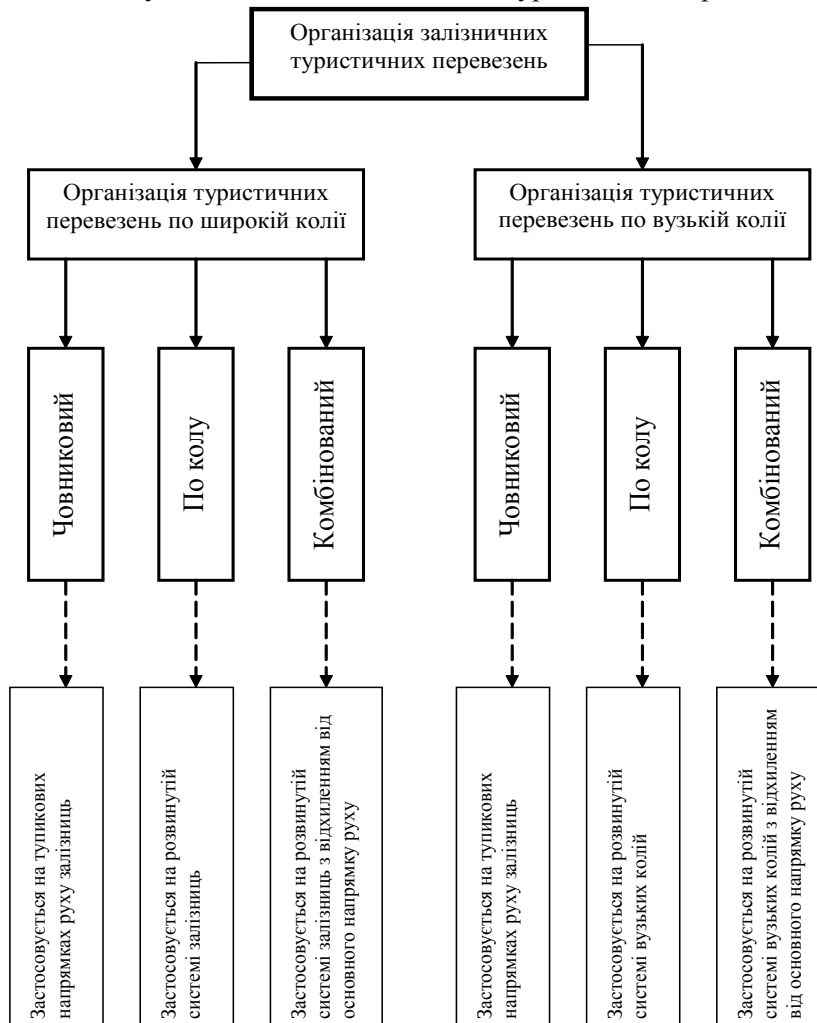 Організація залізничних
туристичних перевезень
Організація туристичних
перевезень по широкій колії
Організація туристичних
перевезень по вузькій колії
Човниковий
По колу
Комбінований
Човниковий
По колу
Комбінований
Застосовується на тупикових
напрямках руху залізниць
Застосовується на розвинутій
системі залізниць
Застосовується на розвинутій
системі залізниць з відхиленням від
основного напрямку руху
Застосовується на тупикових
напрямках руху залізниць
Застосовується на розвинутій
системі вузьких колій
Застосовується на розвинутій
системі вузьких колій з відхиленням
від основного напрямку руху